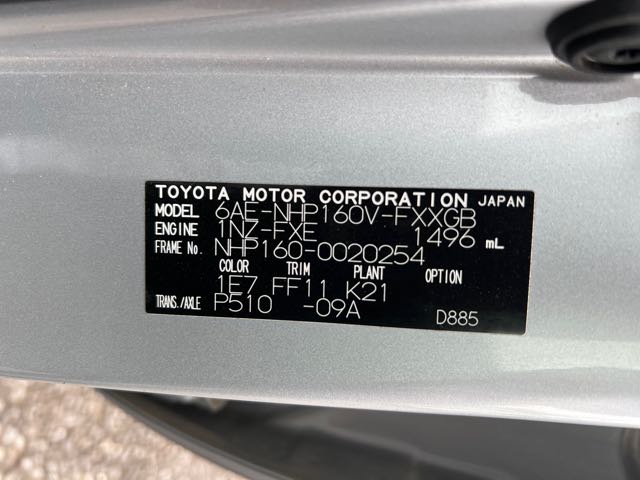 TOYOTA MOTOR CORPORATION JAPAN
MODEL 6AE-NHP160V-FXXGB
ENGINE 1NZ-FXE 1496 mL
FRAME No. NHP160-0020254
COLOR TRIM PLANT OPTION
1E7 FF11 K21
TRANS./AXLE P510 -09A D885